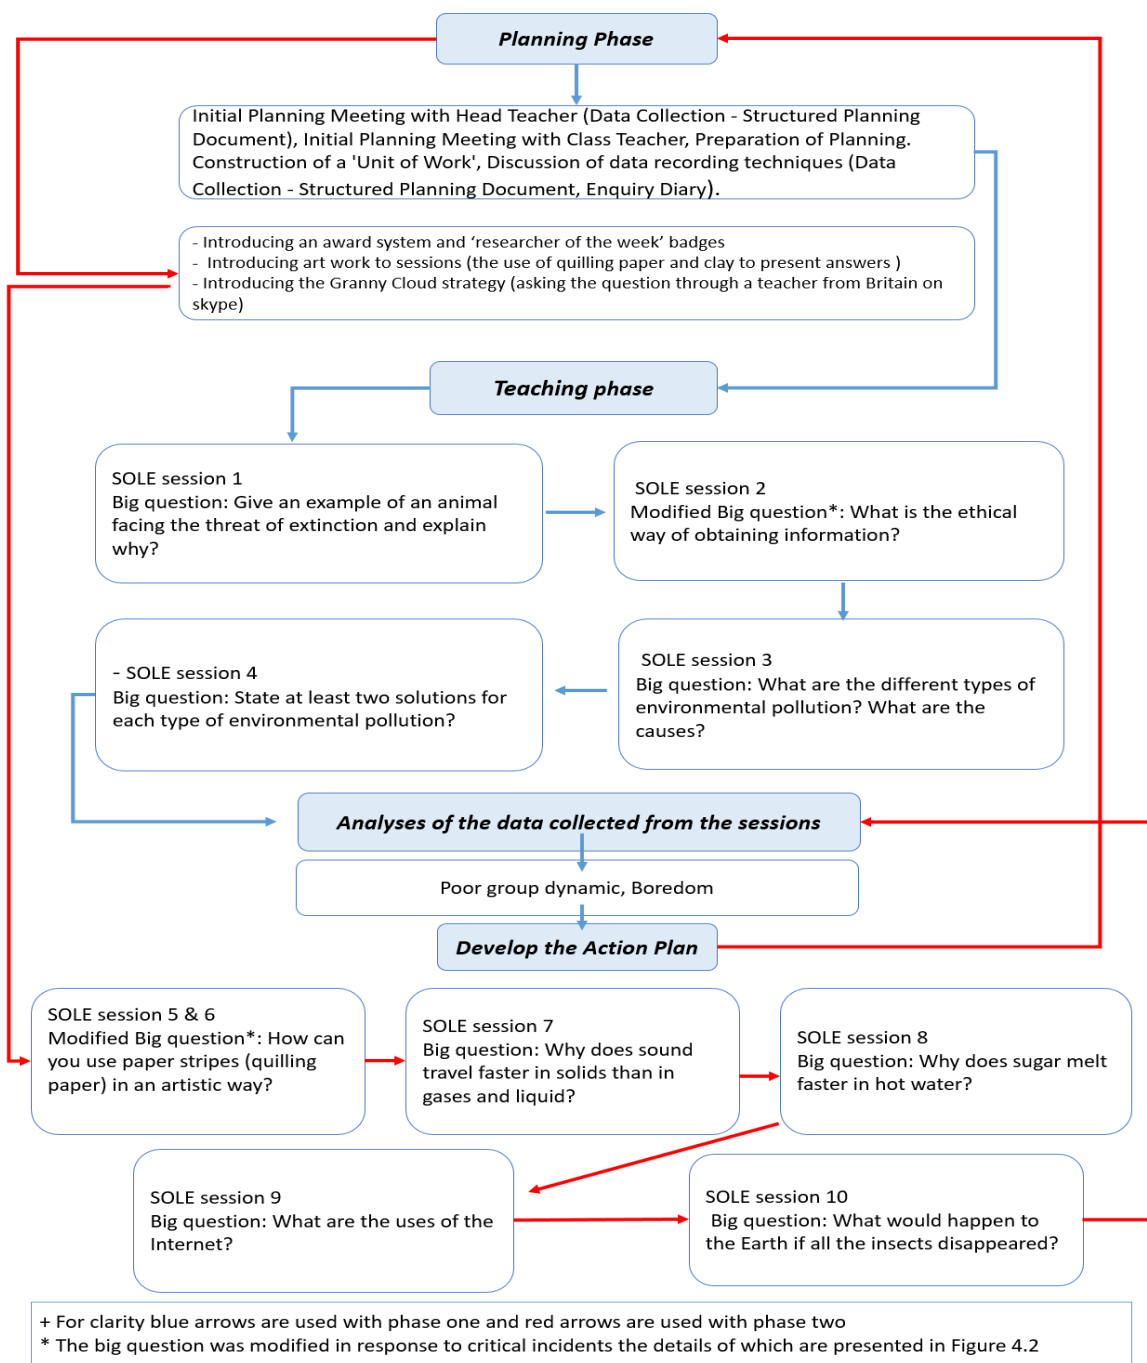 Planning Phase
Initial Planning Meeting with Head Teacher (Data Collection - Structured Planning
Document), Initial Planning Meeting with Class Teacher, Preparation of Planning.
Construction of a 'Unit of Work', Discussion of data recording techniques (Data
Collection - Structured Planning Document, Enquiry Diary).
- Introducing an award system and ‘researcher of the week’ badges
- Introducing art work to sessions (the use of quilling paper and clay to present answers )
- Introducing the Granny Cloud strategy (asking the question through a teacher from Britain on
skype)
Teaching phase
SOLE session 1
Big question: Give an example of an animal
facing the threat of extinction and explain
why?
SOLE session 2
Modified Big question*: What is the ethical
way of obtaining information?
SOLE session 3
Big question: What are the different types of
environmental pollution? What are the
causes?
- SOLE session 4
Big question: State at least two solutions for
each type of environmental pollution?
Analyses of the data collected from the sessions
Poor group dynamic, Boredom
Develop the Action Plan
SOLE session 5 & 6
Modified Big question*: How can
you use paper stripes (quilling
paper) in an artistic way?
SOLE session 7
Big question: Why does sound
travel faster in solids than in
gases and liquid?
SOLE session 8
Big question: Why does sugar melt
faster in hot water?
SOLE session 9
Big question: What are the uses of the
Internet?
SOLE session 10
Big question: What would happen to
the Earth if all the insects disappeared?
+ For clarity blue arrows are used with phase one and red arrows are used with phase two
* The big question was modified in response to critical incidents the details of which are presented in Figure 4.2